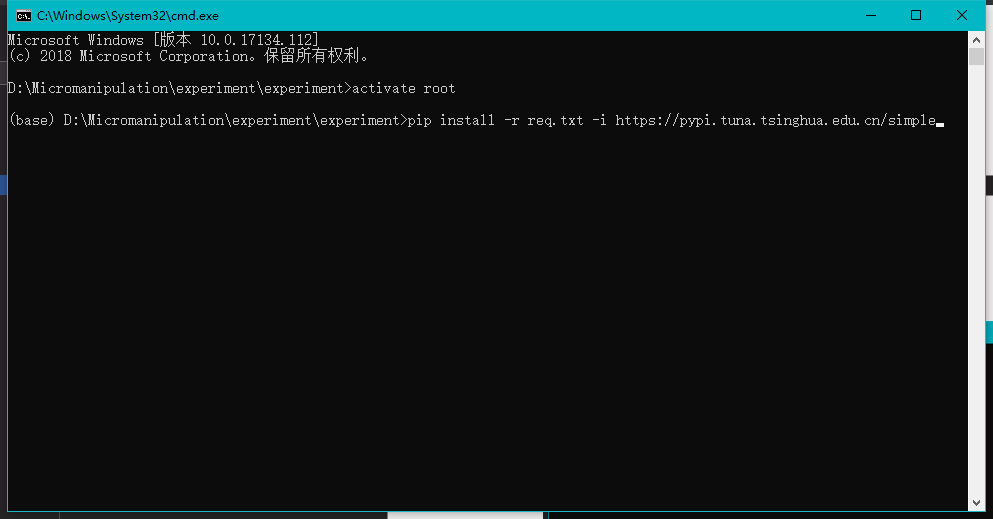 C:\Windows\System32\cmd.exe
Microsoft Windows [版本 10.0.17134.112]
(c) 2018 Microsoft Corporation。保留所有权利。
D:\Micromanipulation\experiment\experiment>activate root
(base) D:\Micromanipulation\experiment\experiment>pip install -r req.txt -i https://pypi.tuna.tsinghua.edu.cn/simple